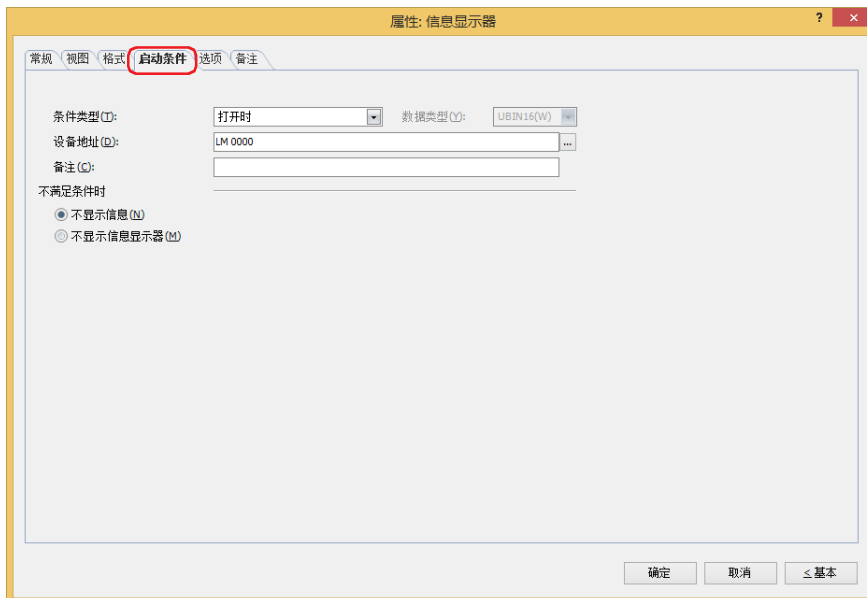 属性: 信息显示器
? ×
常规 视图 格式 启动条件 选项 备注
条件类型(T): 打开时 数据类型(Y): UBIN16(W)
设备地址(D): LM 0000 ...
备注(C):
不满足条件时
不显示信息(N)
不显示信息显示器(M)
确定 取消 <基本